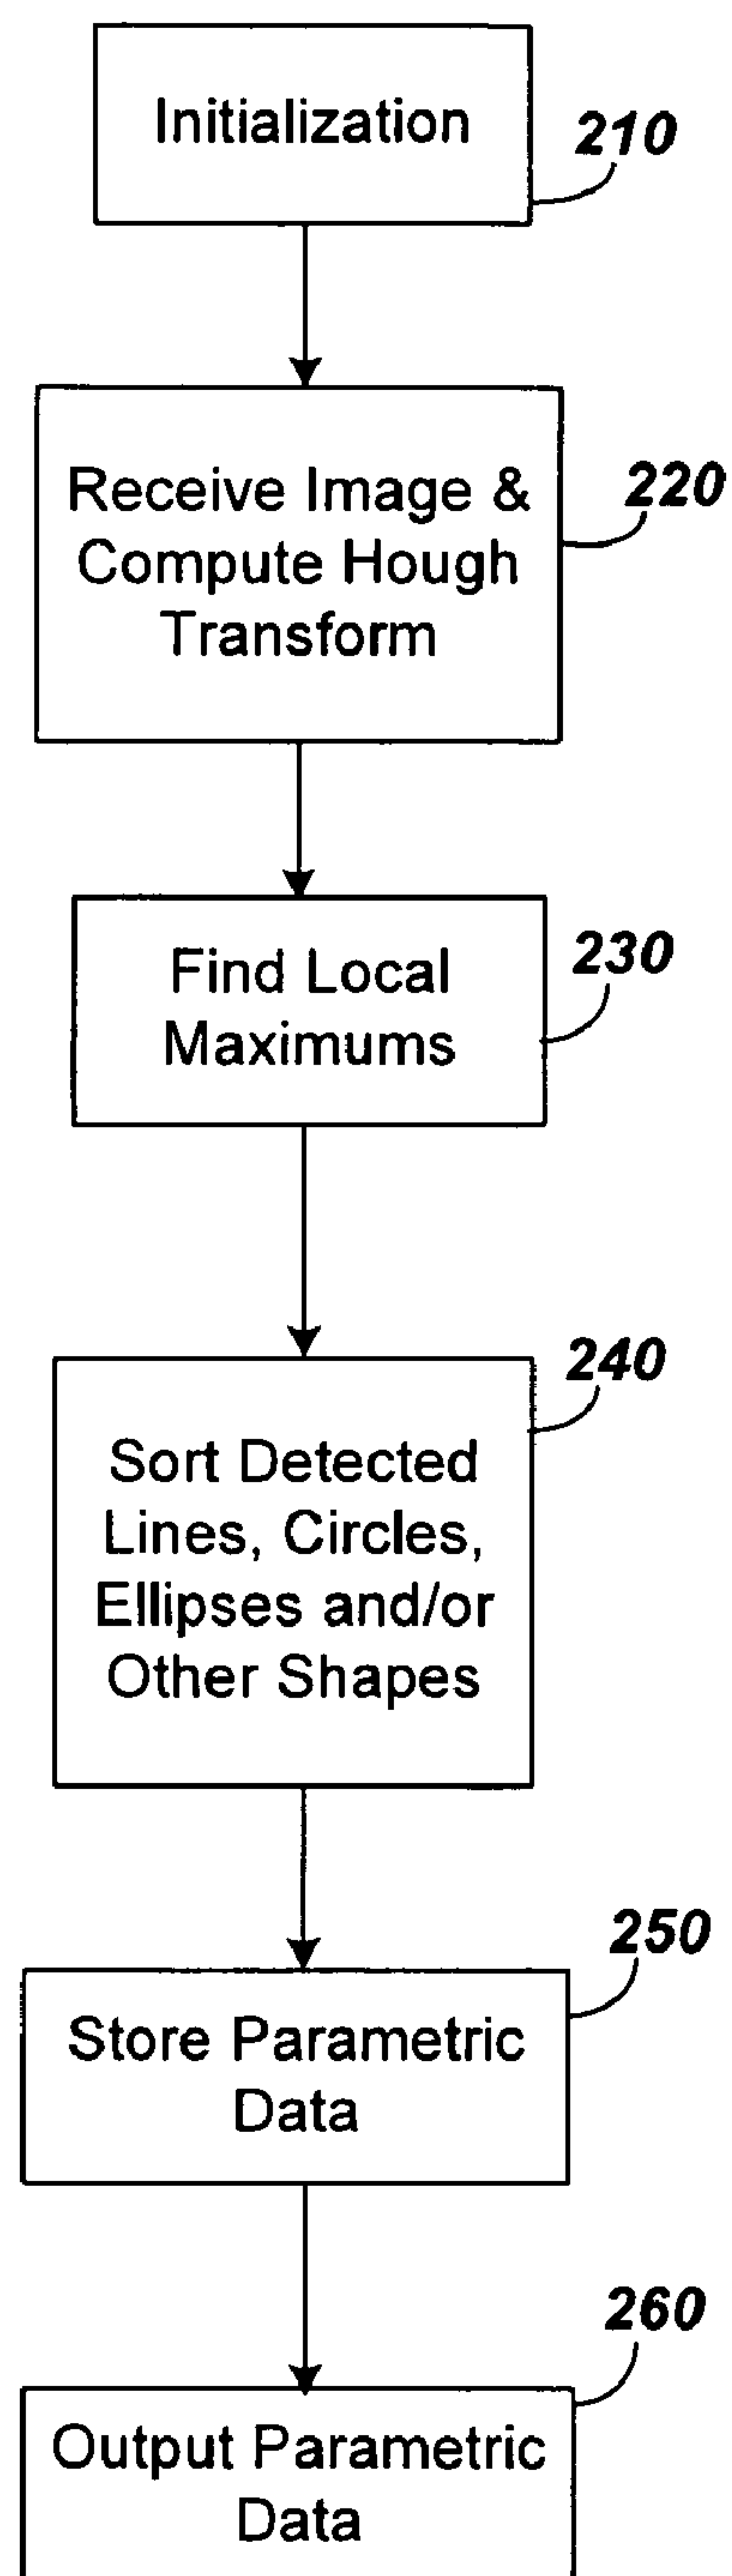 Initialization
210
Receive Image &
Compute Hough
Transform
220
Find Local
Maximums
230
Sort Detected
Lines, Circles,
Ellipses and/or
Other Shapes
240
Store Parametric
Data
250
Output Parametric
Data
260